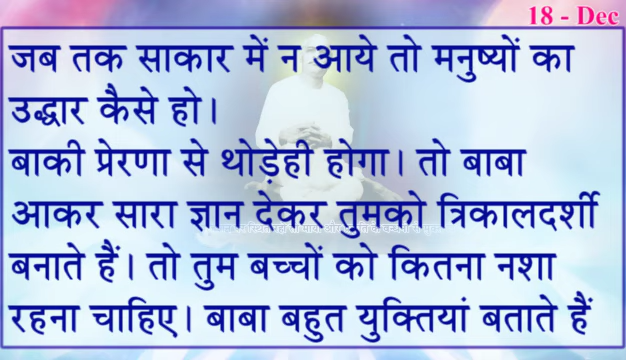 18 - Dec
जब तक साकार में न आये तो मनुष्यों का
उद्धार कैसे हो।
बाकी प्रेरणा से थोड़ेही होगा। तो बाबा
आकर सारा ज्ञान देकर तुमको त्रिकालदर्शी
बनाते हैं। तो तुम बच्चों को कितना नशा
रहना चाहिए। बाबा बहुत युक्तियां बताते हैं